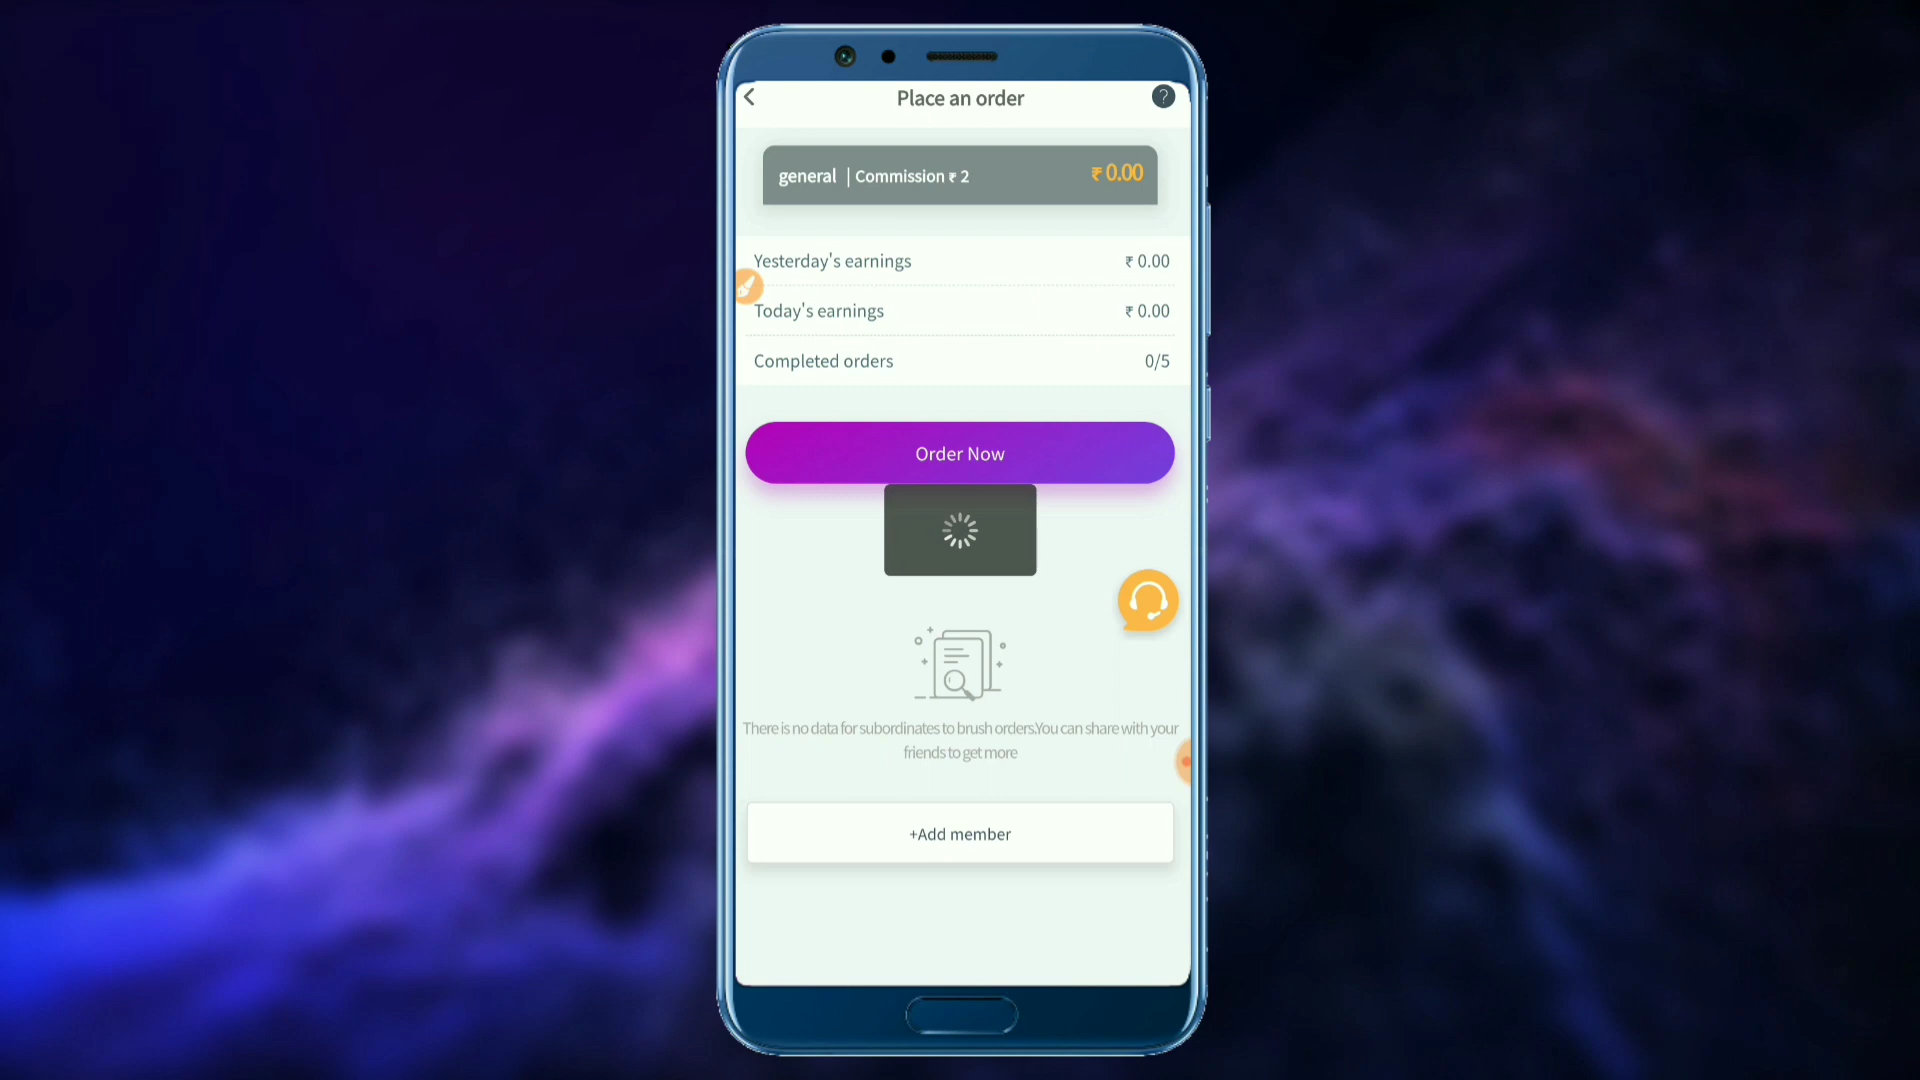 Place an order
?
general | Commission ₹ 2 ₹ 0.00
Yesterday's earnings ₹ 0.00
Today's earnings ₹ 0.00
Completed orders 0/5
Order Now
There is no data for subordinates to brush orders.You can share with your
friends to get more
+Add member